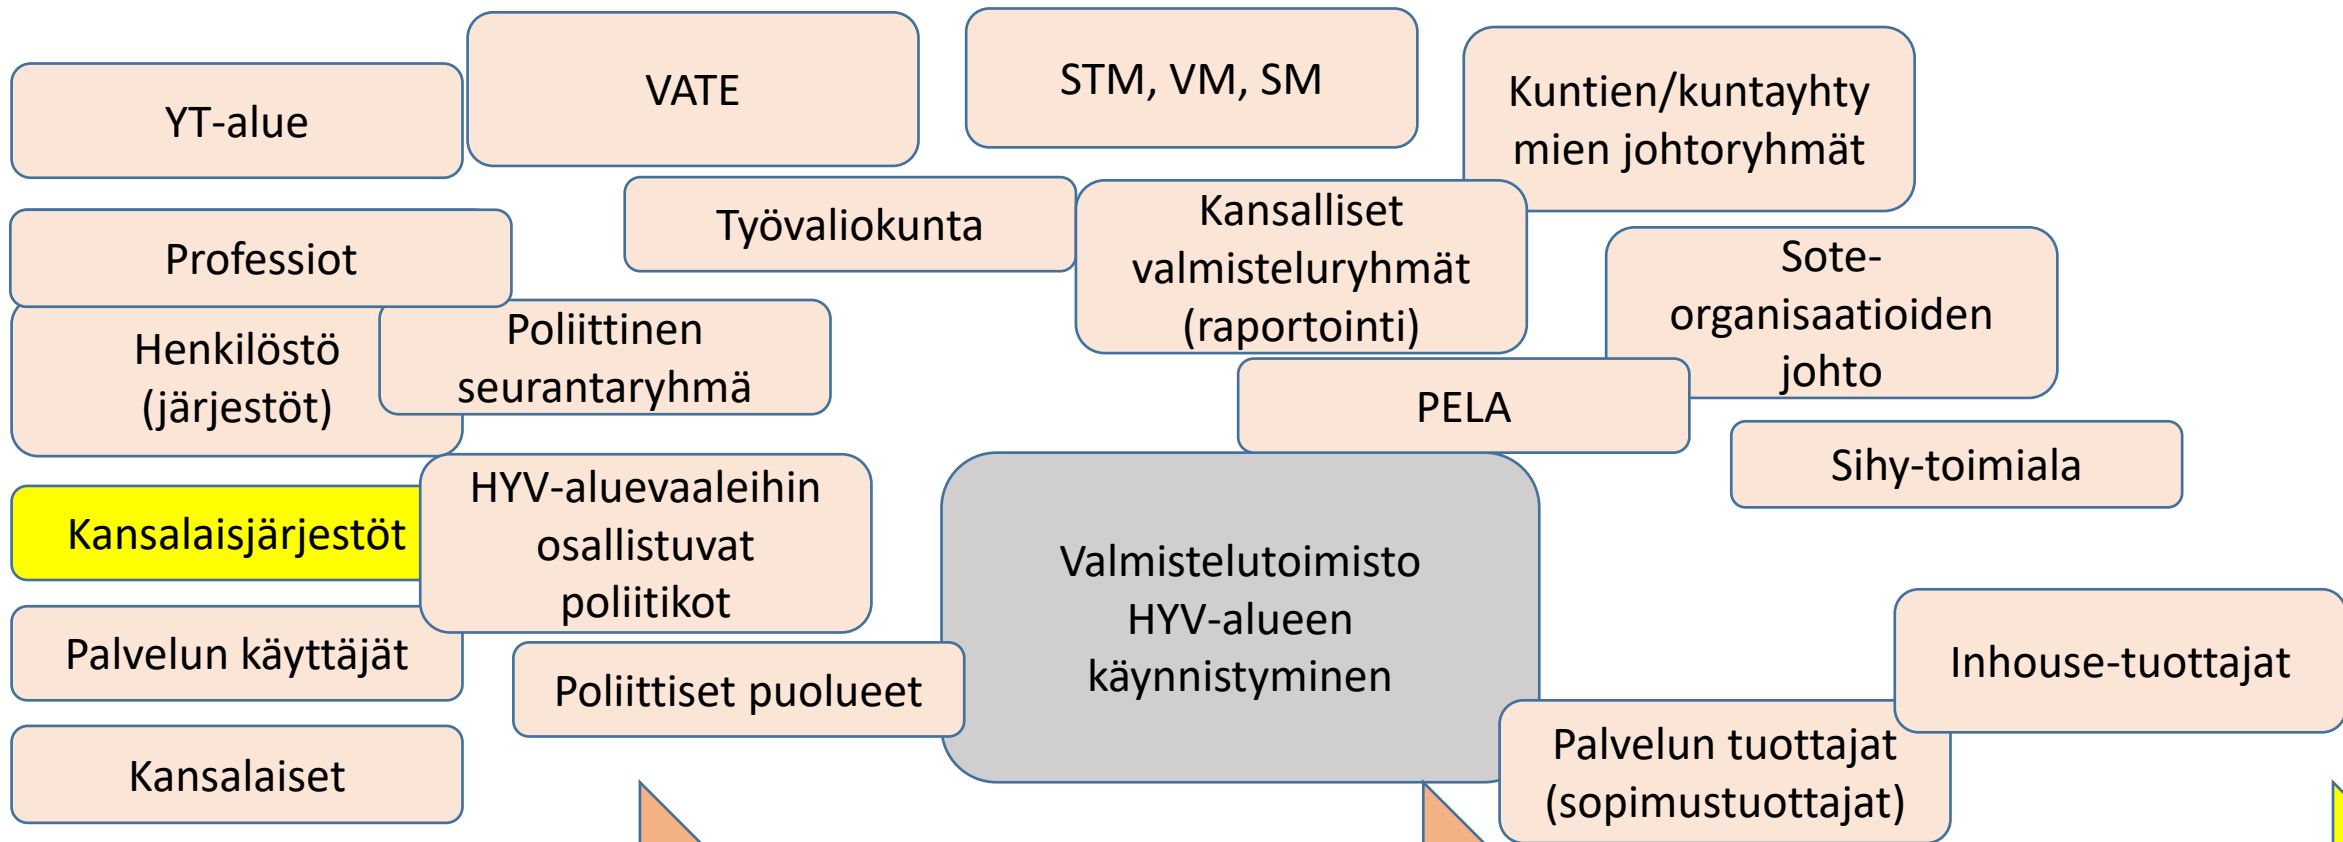 YT-alue
VATE
STM, VM, SM
Kuntien/kuntayhty
mien johtoryhmät
Työvaliokunta
Kansalliset
valmisteluryhmät
(raportointi)
Sote-
organisaatioiden
johto
Professiot
Henkilöstö
(järjestöt)
Poliittinen
seurantaryhmä
PELA
Sihy-toimiala
Kansalaisjärjestöt
HYV-aluevaaleihin
osallistuvat
poliitikot
Valmistelutoimisto
HYV-alueen
käynnistyminen
Palvelun käyttäjät
Poliittiset puolueet
Inhouse-tuottajat
Kansalaiset
Palvelun tuottajat
(sopimustuottajat)